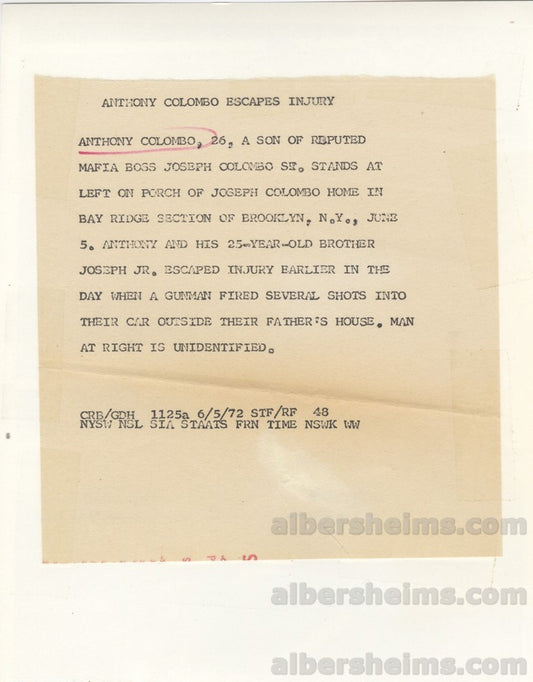 ANTHONY COLOMBO ESCAPES INJURY
ANTHONY COLOMBO, 26, A SON OF REPUTED
MAFIA BOSS JOSEPH COLOMBO SR. STANDS AT
LEFT ON PORCH OF JOSEPH COLOMBO HOME IN
BAY RIDGE SECTION OF BROOKLYN, N.Y., JUNE
5. ANTHONY AND HIS 25-YEAR-OLD BROTHER
JOSEPH JR. ESCAPED INJURY EARLIER IN THE
DAY WHEN A GUNMAN FIRED SEVERAL SHOTS INTO
THEIR CAR OUTSIDE THEIR FATHER'S HOUSE. MAN
AT RIGHT IS UNIDENTIFIED.
CRB/GDH 1125a 6/5/72 STF/RF 48
NYSW NSL SIA STAATS FRN TIME NSWK WW
albersheims.com
albersheims.com
albersheims.com